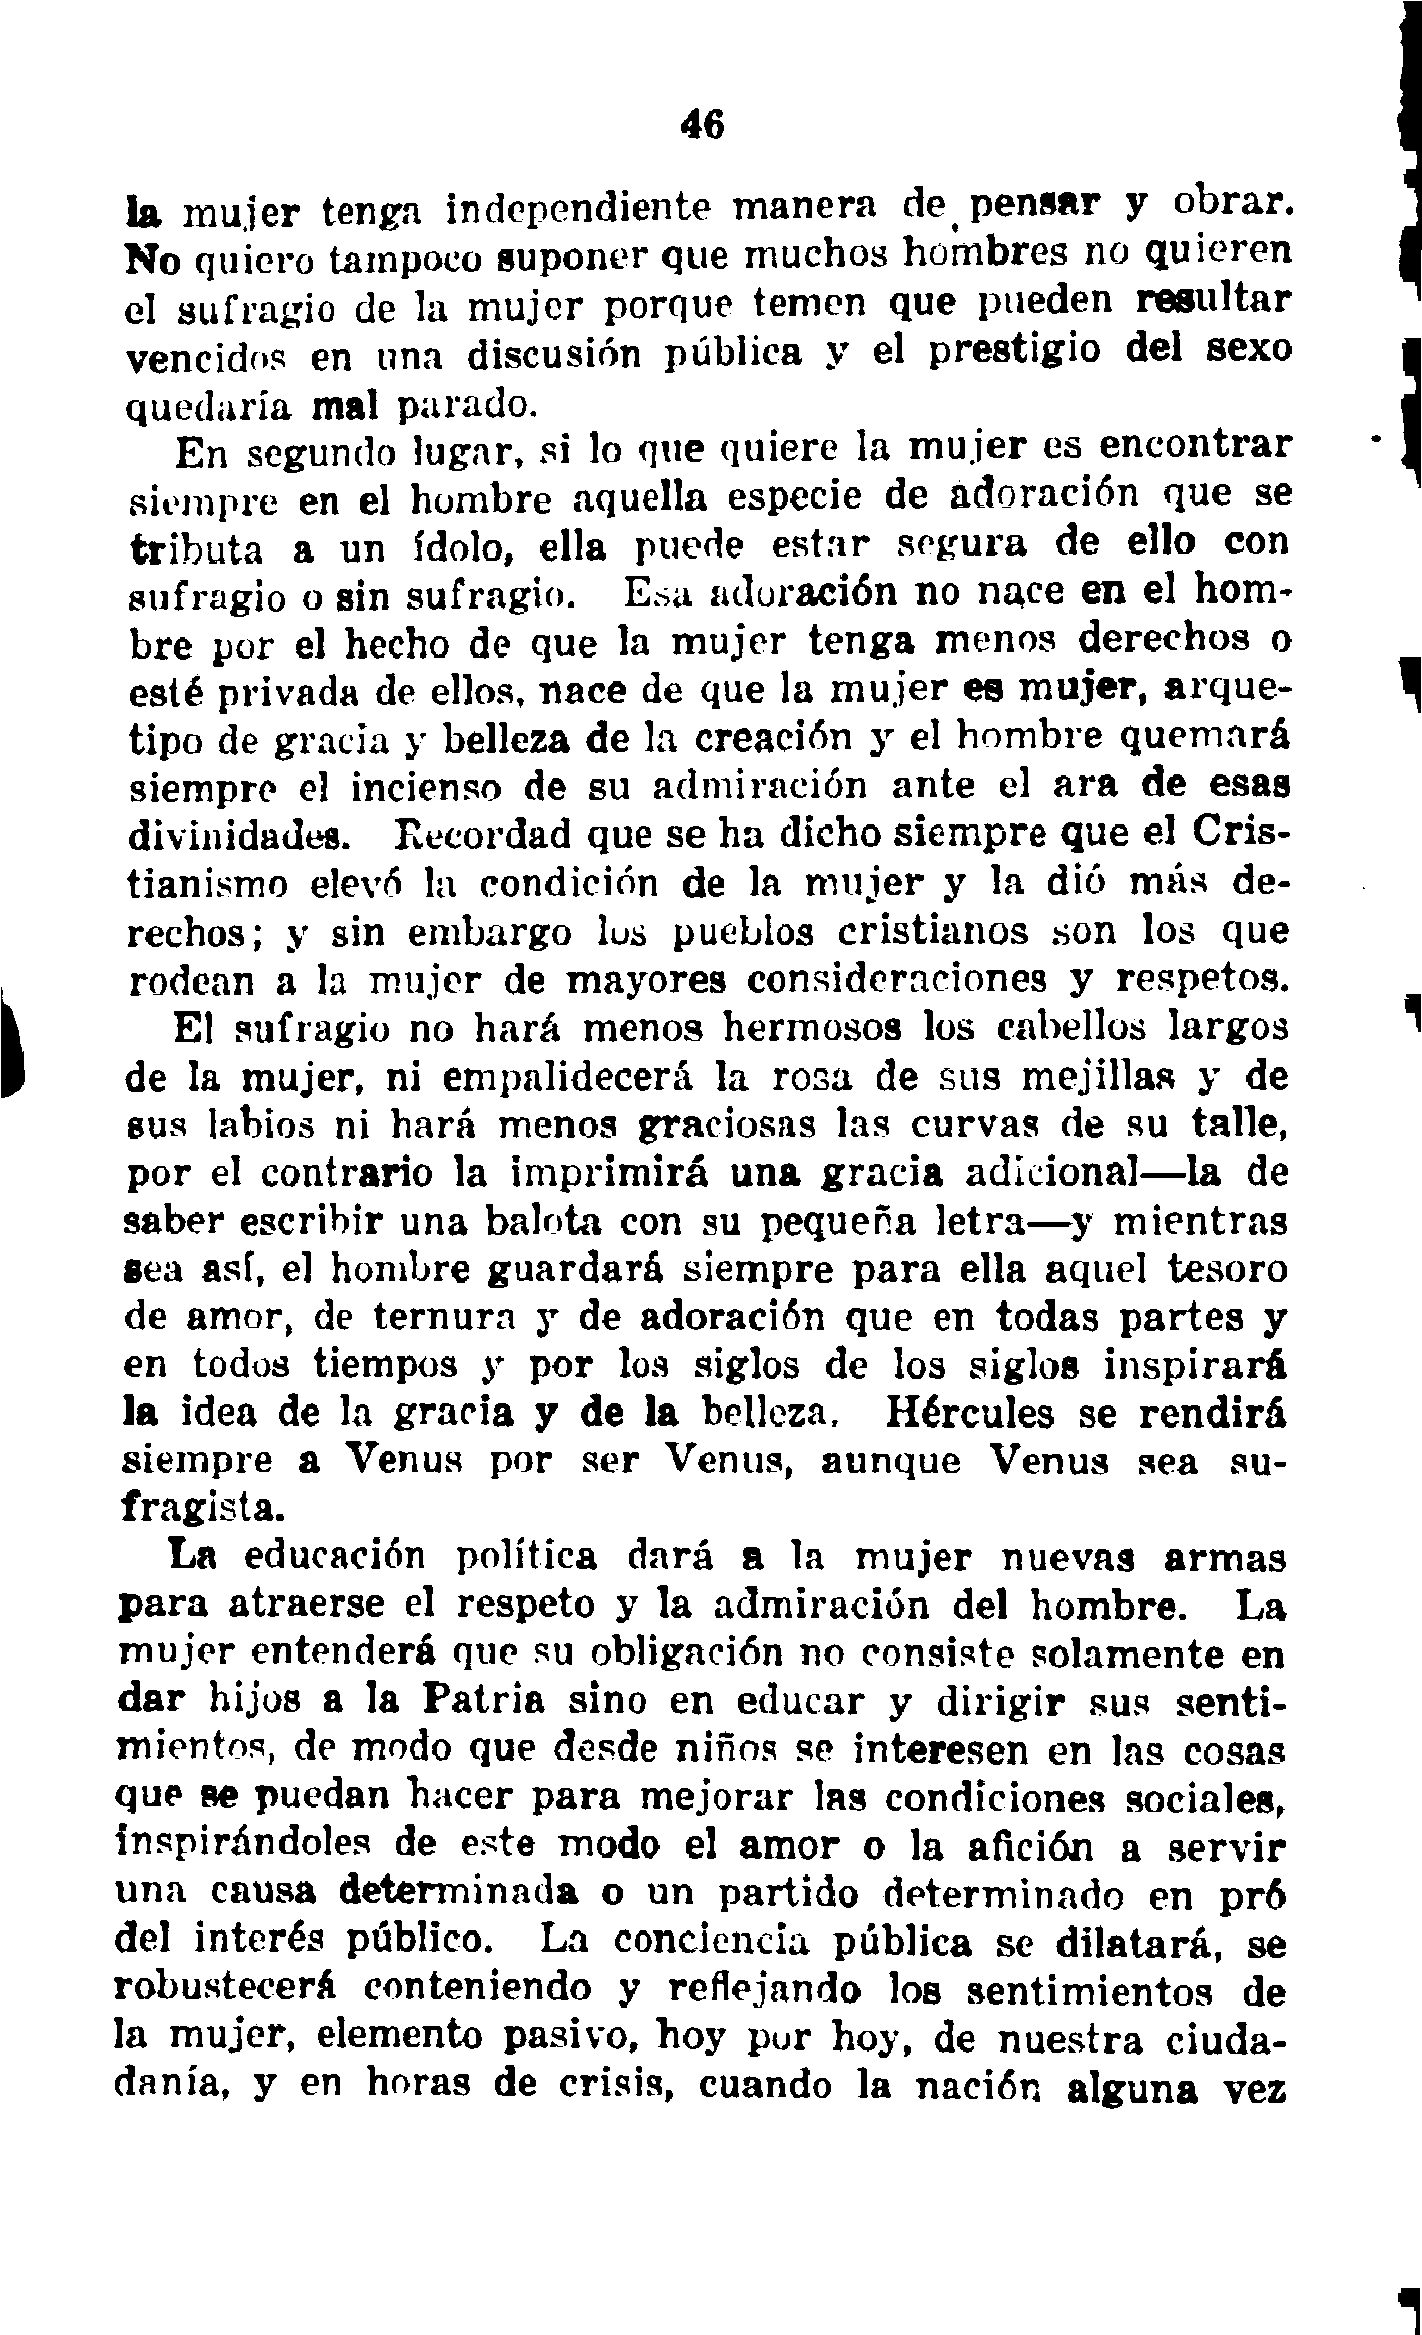 46
la mujer tenga independiente manera de pensar y obrar.
No quiero tampoco suponer que muchos hombres no quieren
el sufragio de la mujer porque temen que pueden resultar
vencidos en una discusión pública y el prestigio del sexo
quedaría mal parado.
En segundo lugar, si lo que quiere la mujer es encontrar
siempre en el hombre aquella especie de adoración que se
tributa a un ídolo, ella puede estar segura de ello con
sufragio o sin sufragio. Esa adoración no nace en el hom-
bre por el hecho de que la mujer tenga menos derechos o
esté privada de ellos, nace de que la mujer es mujer, arque-
tipo de gracia y belleza de la creación y el hombre quemará
siempre el incienso de su admiración ante el ara de esas
divinidades. Recordad que se ha dicho siempre que el Cris-
tianismo elevó la condición de la mujer y la dió más de-
rechos; y sin embargo los pueblos cristianos son los que
rodean a la mujer de mayores consideraciones y respetos.
El sufragio no hará menos hermosos los cabellos largos
de la mujer, ni empalidecerá la rosa de sus mejillas y de
sus labios ni hará menos graciosas las curvas de su talle,
por el contrario la imprimirá una gracia adicional—la de
saber escribir una balota con su pequeña letra—y mientras
sea así, el hombre guardará siempre para ella aquel tesoro
de amor, de ternura y de adoración que en todas partes y
en todos tiempos y por los siglos de los siglos inspirará
la idea de la gracia y de la belleza. Hércules se rendirá
siempre a Venus por ser Venus, aunque Venus sea su-
fragista.
La educación política dará a la mujer nuevas armas
para atraerse el respeto y la admiración del hombre. La
mujer entenderá que su obligación no consiste solamente en
dar hijos a la Patria sino en educar y dirigir sus senti-
mientos, de modo que desde niños se interesen en las cosas
que se puedan hacer para mejorar las condiciones sociales,
inspirándoles de este modo el amor o la afición a servir
una causa determinada o un partido determinado en pró
del interés público. La conciencia pública se dilatará, se
robustecerá conteniendo y reflejando los sentimientos de
la mujer, elemento pasivo, hoy por hoy, de nuestra ciuda-
danía, y en horas de crisis, cuando la nación alguna vez